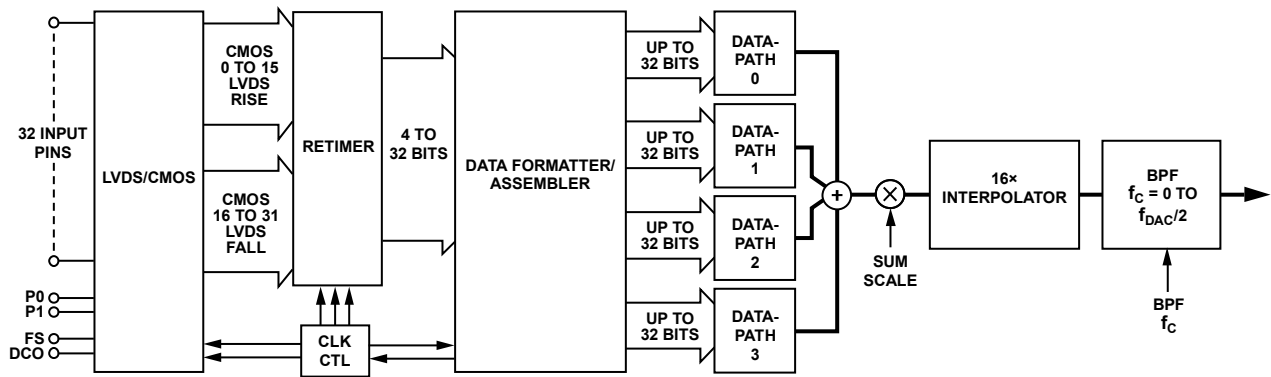 32 INPUT
PINS
P0
P1
FS
DCO
LVDS/CMOS
CMOS
0 TO 15
LVDS
RISE
CMOS
16 TO 31
LVDS
FALL
RETIMER
CLK
CTL
4 TO
32 BITS
DATA FORMATTER/
ASSEMBLER
UP TO
32 BITS
UP TO
32 BITS
UP TO
32 BITS
UP TO
32 BITS
DATA-
PATH
0
DATA-
PATH
1
DATA-
PATH
2
DATA-
PATH
3
+
×
SUM
SCALE
16×
INTERPOLATOR
BPF
fC = 0 TO
fDAC/2
BPF
fC